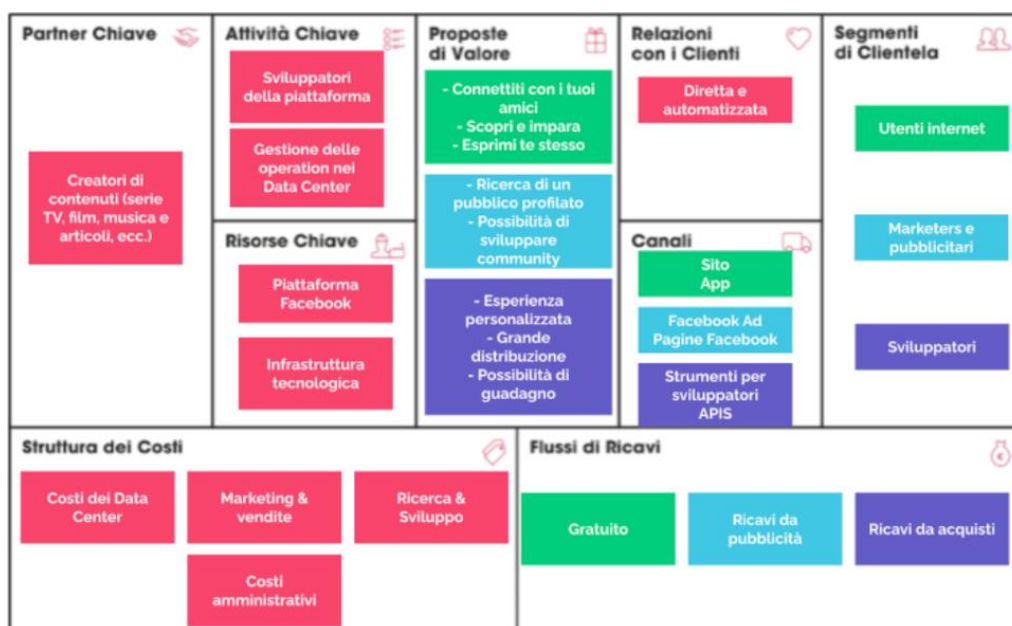 Partner Chiave
Creatori di
contenuti (serie
TV, film, musica e
articoli, ecc.)
Attività Chiave
Sviluppatori
della piattaforma
Gestione delle
operation nei
Data Center
Risorse Chiave
Piattaforma
Facebook
Infrastruttura
tecnologica
Proposte
di Valore
- Connettiti con i tuoi
amici
- Scopri e impara
- Esprimi te stesso
- Ricerca di un
pubblico profilato
- Possibilità di
sviluppare
community
- Esperienza
personalizzata
- Grande
distribuzione
- Possibilità di
guadagno
Relazioni
con i Clienti
Diretta e
automatizzata
Canali
Sito
App
Facebook Ad
Pagine Facebook
Strumenti per
sviluppatori
APIS
Segmenti
di Clientela
Utenti internet
Marketers e
pubblicitari
Sviluppatori
Struttura dei Costi
Costi dei Data
Center
Marketing &
vendite
Ricerca &
Sviluppo
Costi
amministrativi
Flussi di Ricavi
€
Gratuito
Ricavi da
pubblicità
Ricavi da acquisti